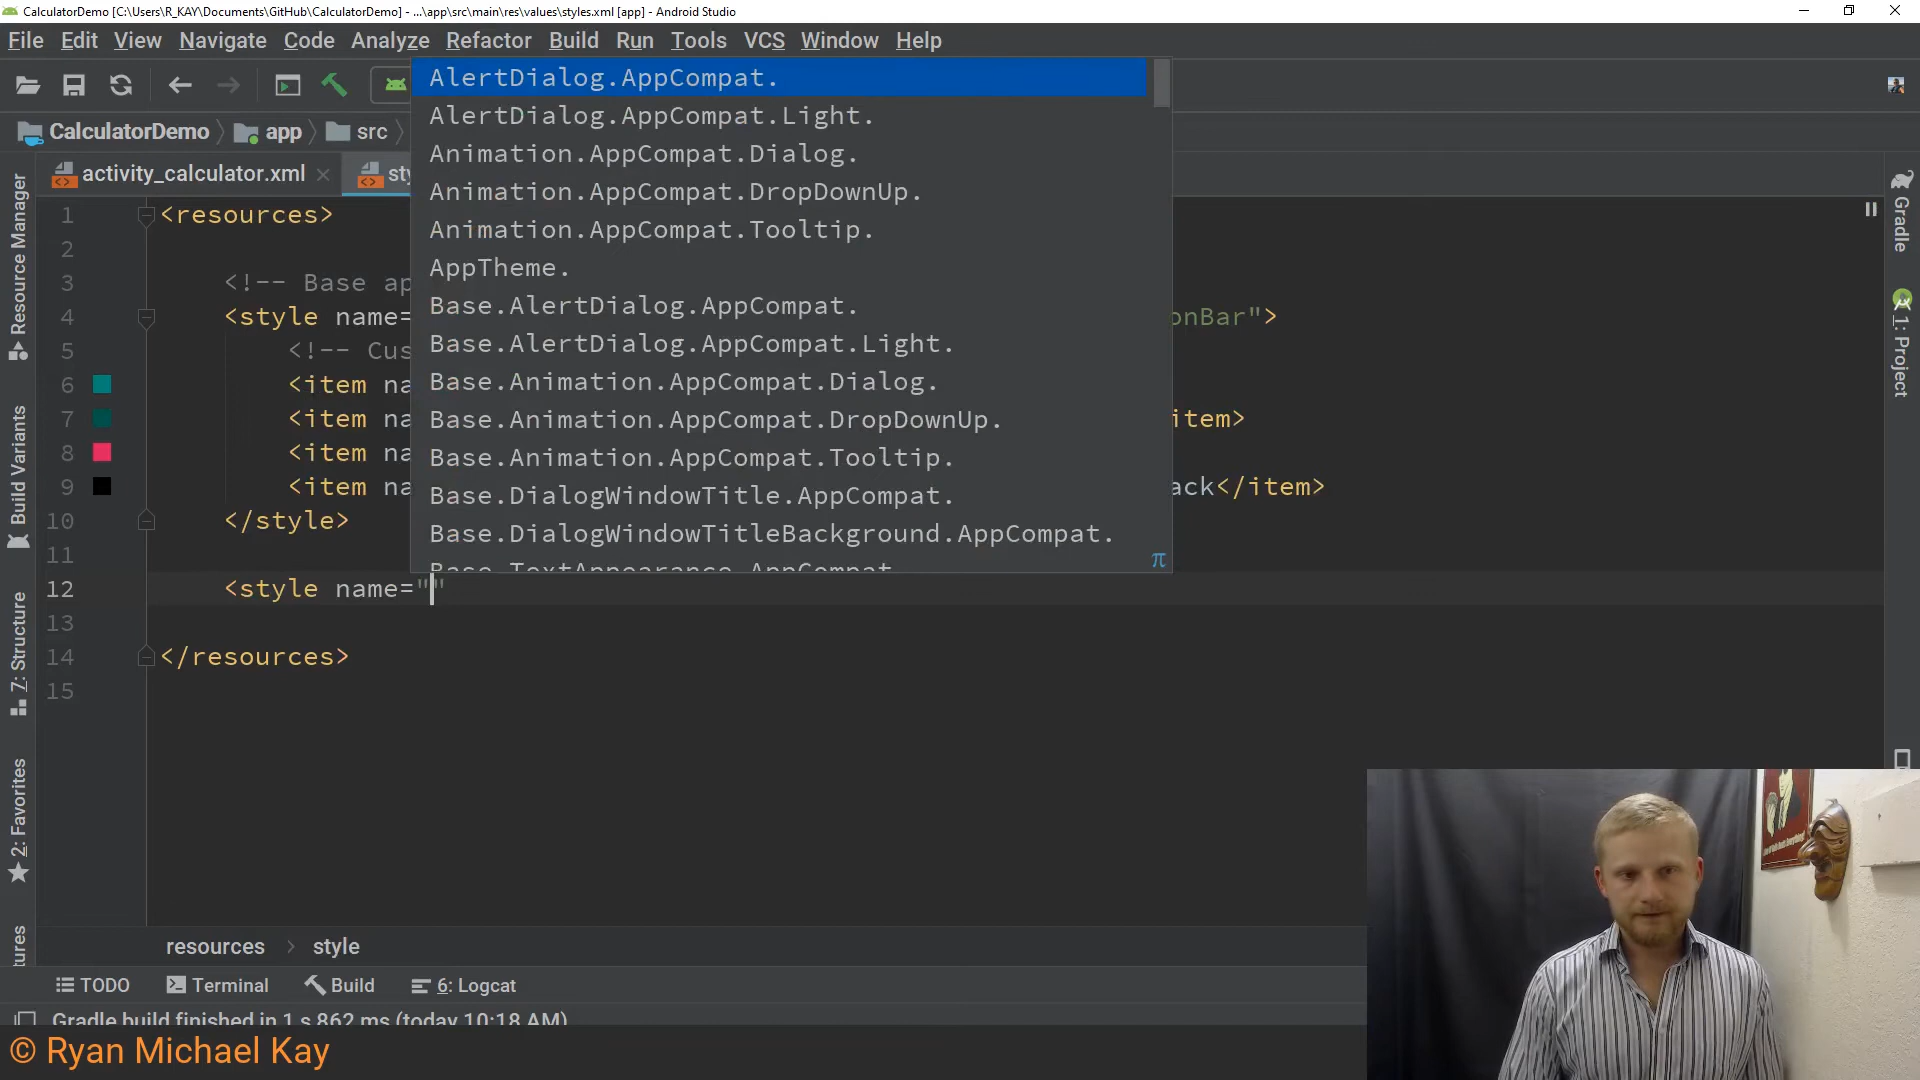 CalculatorDemo [C:\Users\R_KAY\Documents\GitHub\CalculatorDemo] - ...\app\src\main\res\values\styles.xml [app] - Android Studio
File Edit View Navigate Code Analyze Refactor Build Run Tools VCS Window Help
CalculatorDemo app src
activity_calculator.xml
AlertDialog.AppCompat.
AlertDialog.AppCompat.Light.
Animation.AppCompat.Dialog.
Animation.AppCompat.DropDownUp.
Animation.AppCompat.Tooltip.
AppTheme.
Base.AlertDialog.AppCompat.
Base.AlertDialog.AppCompat.Light.
Base.Animation.AppCompat.Dialog.
Base.Animation.AppCompat.DropDownUp.
Base.Animation.AppCompat.Tooltip.
Base.DialogWindowTitle.AppCompat.
Base.DialogWindowTitleBackground.AppCompat.
Base.TextAppearance.AppCompat
π
1 <resources>
2
3 <!-- Base ap
4 <style name= onBar">
5 <!-- Cus
6 <item na
7 <item na item>
8 <item na
9 <item na ack</item>
10 </style>
11
12 <style name=""
13
14 </resources>
15
Resource Manager
Build Variants
7: Structure
2: Favorites
tures
Gradle
1: Project
resources style
TODO Terminal Build 6: Logcat
Gradle build finished in 1 s 862 ms (today 10:18 AM)
© Ryan Michael Kay